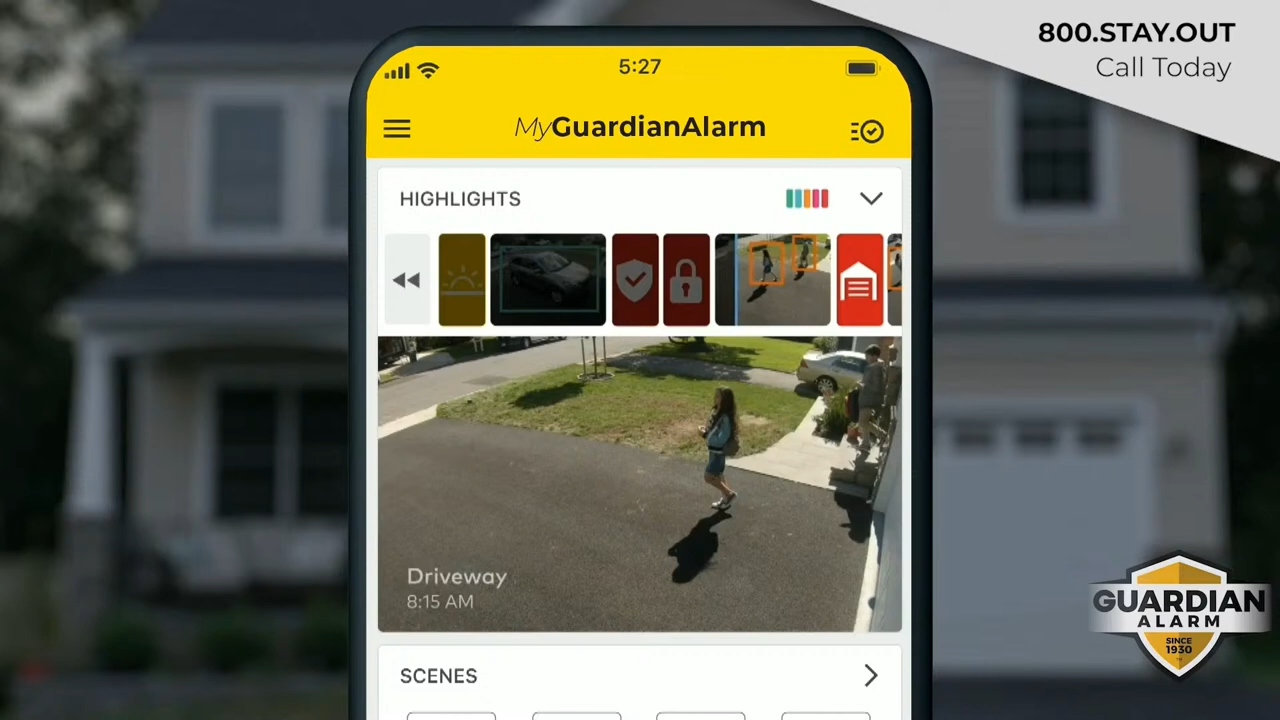 800.STAY.OUT
Call Today
5:27
MyGuardianAlarm
HIGHLIGHTS
Driveway
8:15 AM
SCENES
GUARDIAN
ALARM
SINCE
1930